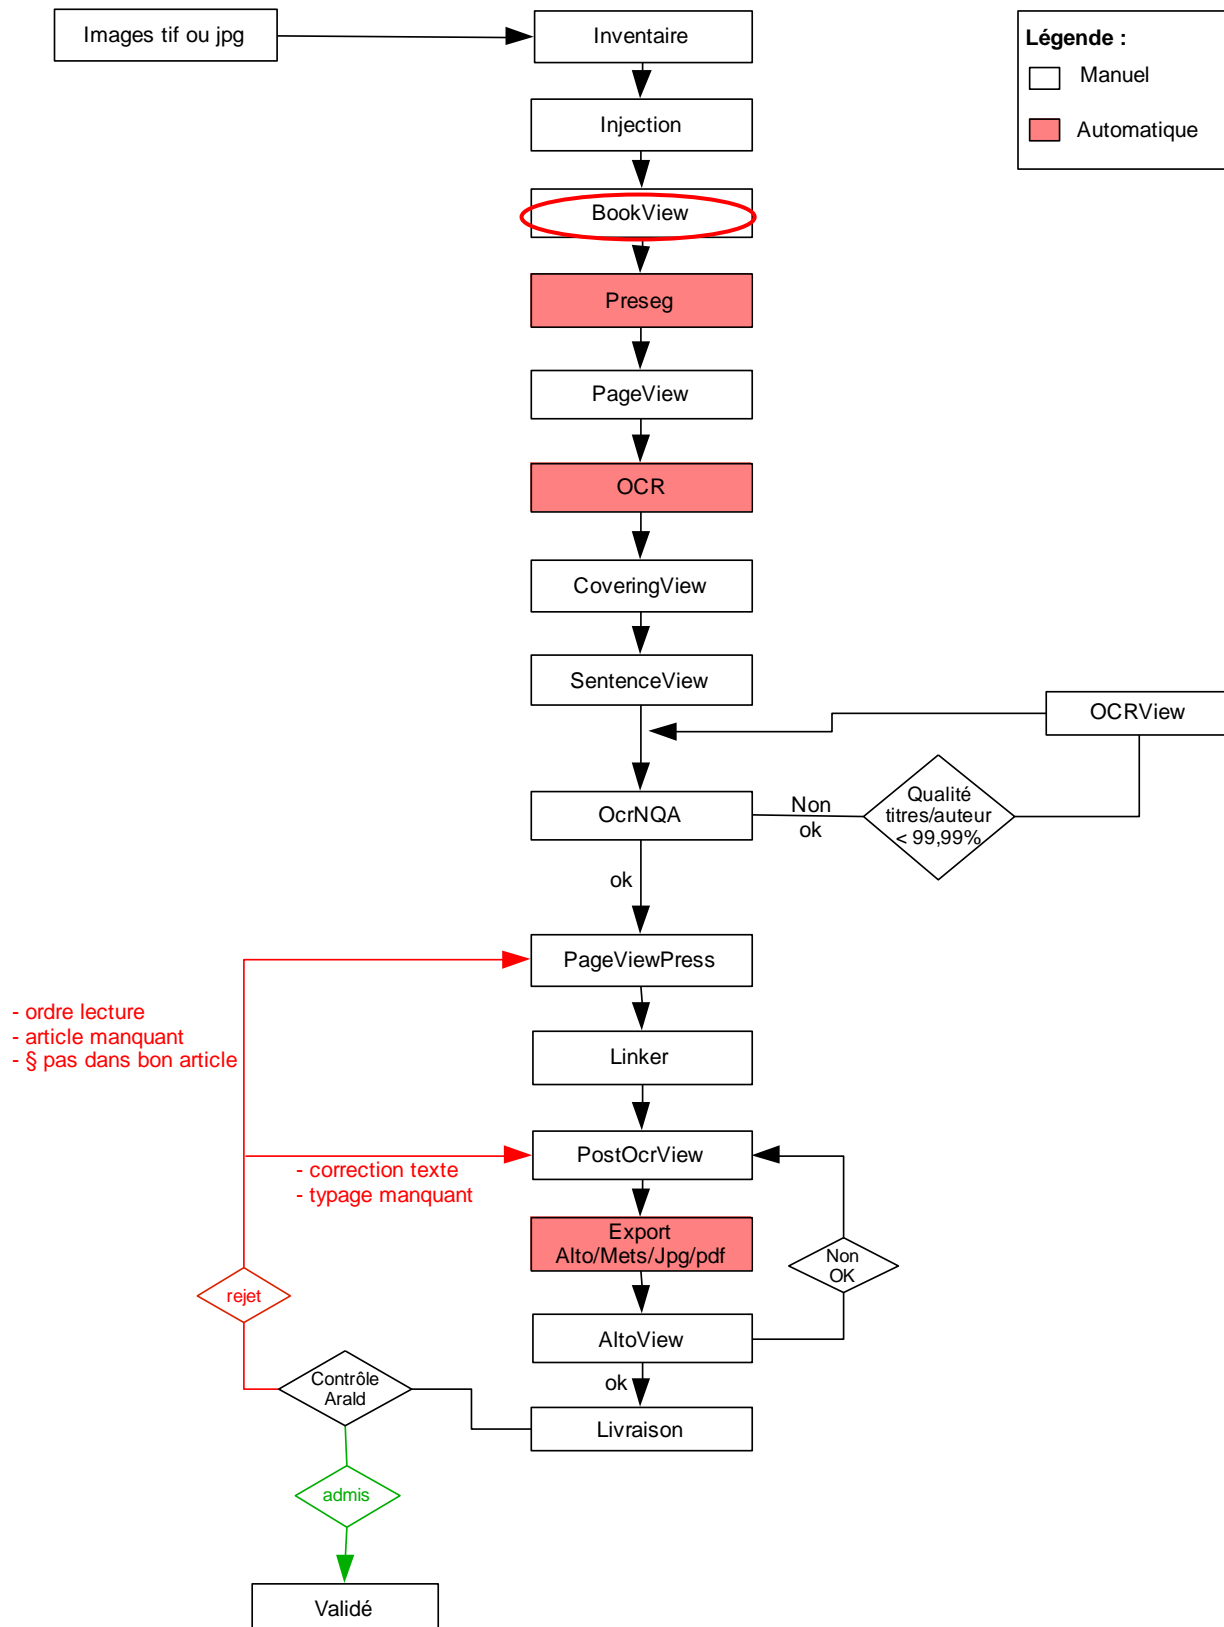 Images tif ou jpg
Inventaire
Légende :
Manuel
Automatique
Injection
BookView
Preseg
PageView
OCR
CoveringView
SentenceView
OCRView
OcrNQA
Non
ok
Qualité
titres/auteur
< 99,99%
ok
PageViewPress
- ordre lecture
- article manquant
- § pas dans bon article
Linker
PostOcrView
- correction texte
- typage manquant
Export
Alto/Mets/Jpg/pdf
Non
OK
rejet
AltoView
ok
Contrôle
Arald
Livraison
admis
Validé